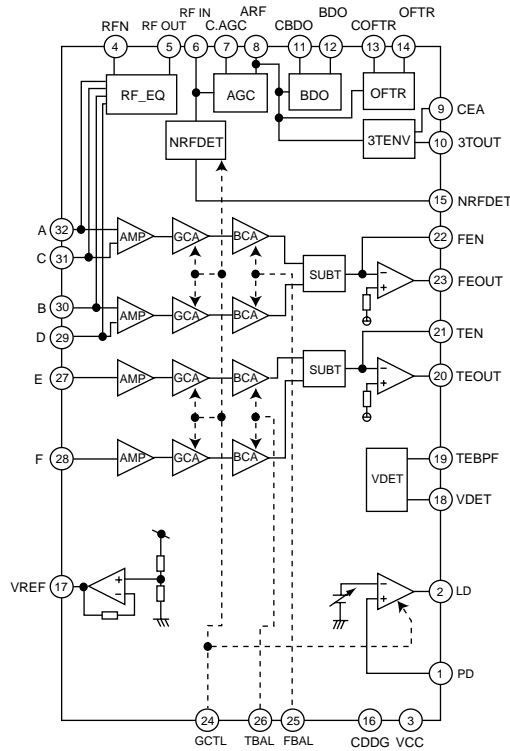 RFN RF OUT RF IN C.AGC ARF CBDO BDO COFTR OFTR
4 5 6 7 8 11 12 13 14
RF_EQ AGC BDO OFTR
9 CEA
NRFDET 3TENV 10 3TOUT
15 NRFDET
A 32 AMP GCA BCA 22 FEN
C 31 SUBT − + 23 FEOUT
B 30 AMP GCA BCA
D 29 21 TEN
E 27 AMP GCA BCA SUBT − + 20 TEOUT
F 28 AMP GCA BCA 19 TEBPF
VDET
18 VDET
VREF 17 + − − + 2 LD
1 PD
24 26 25 16 3
GCTL TBAL FBAL CDDG VCC